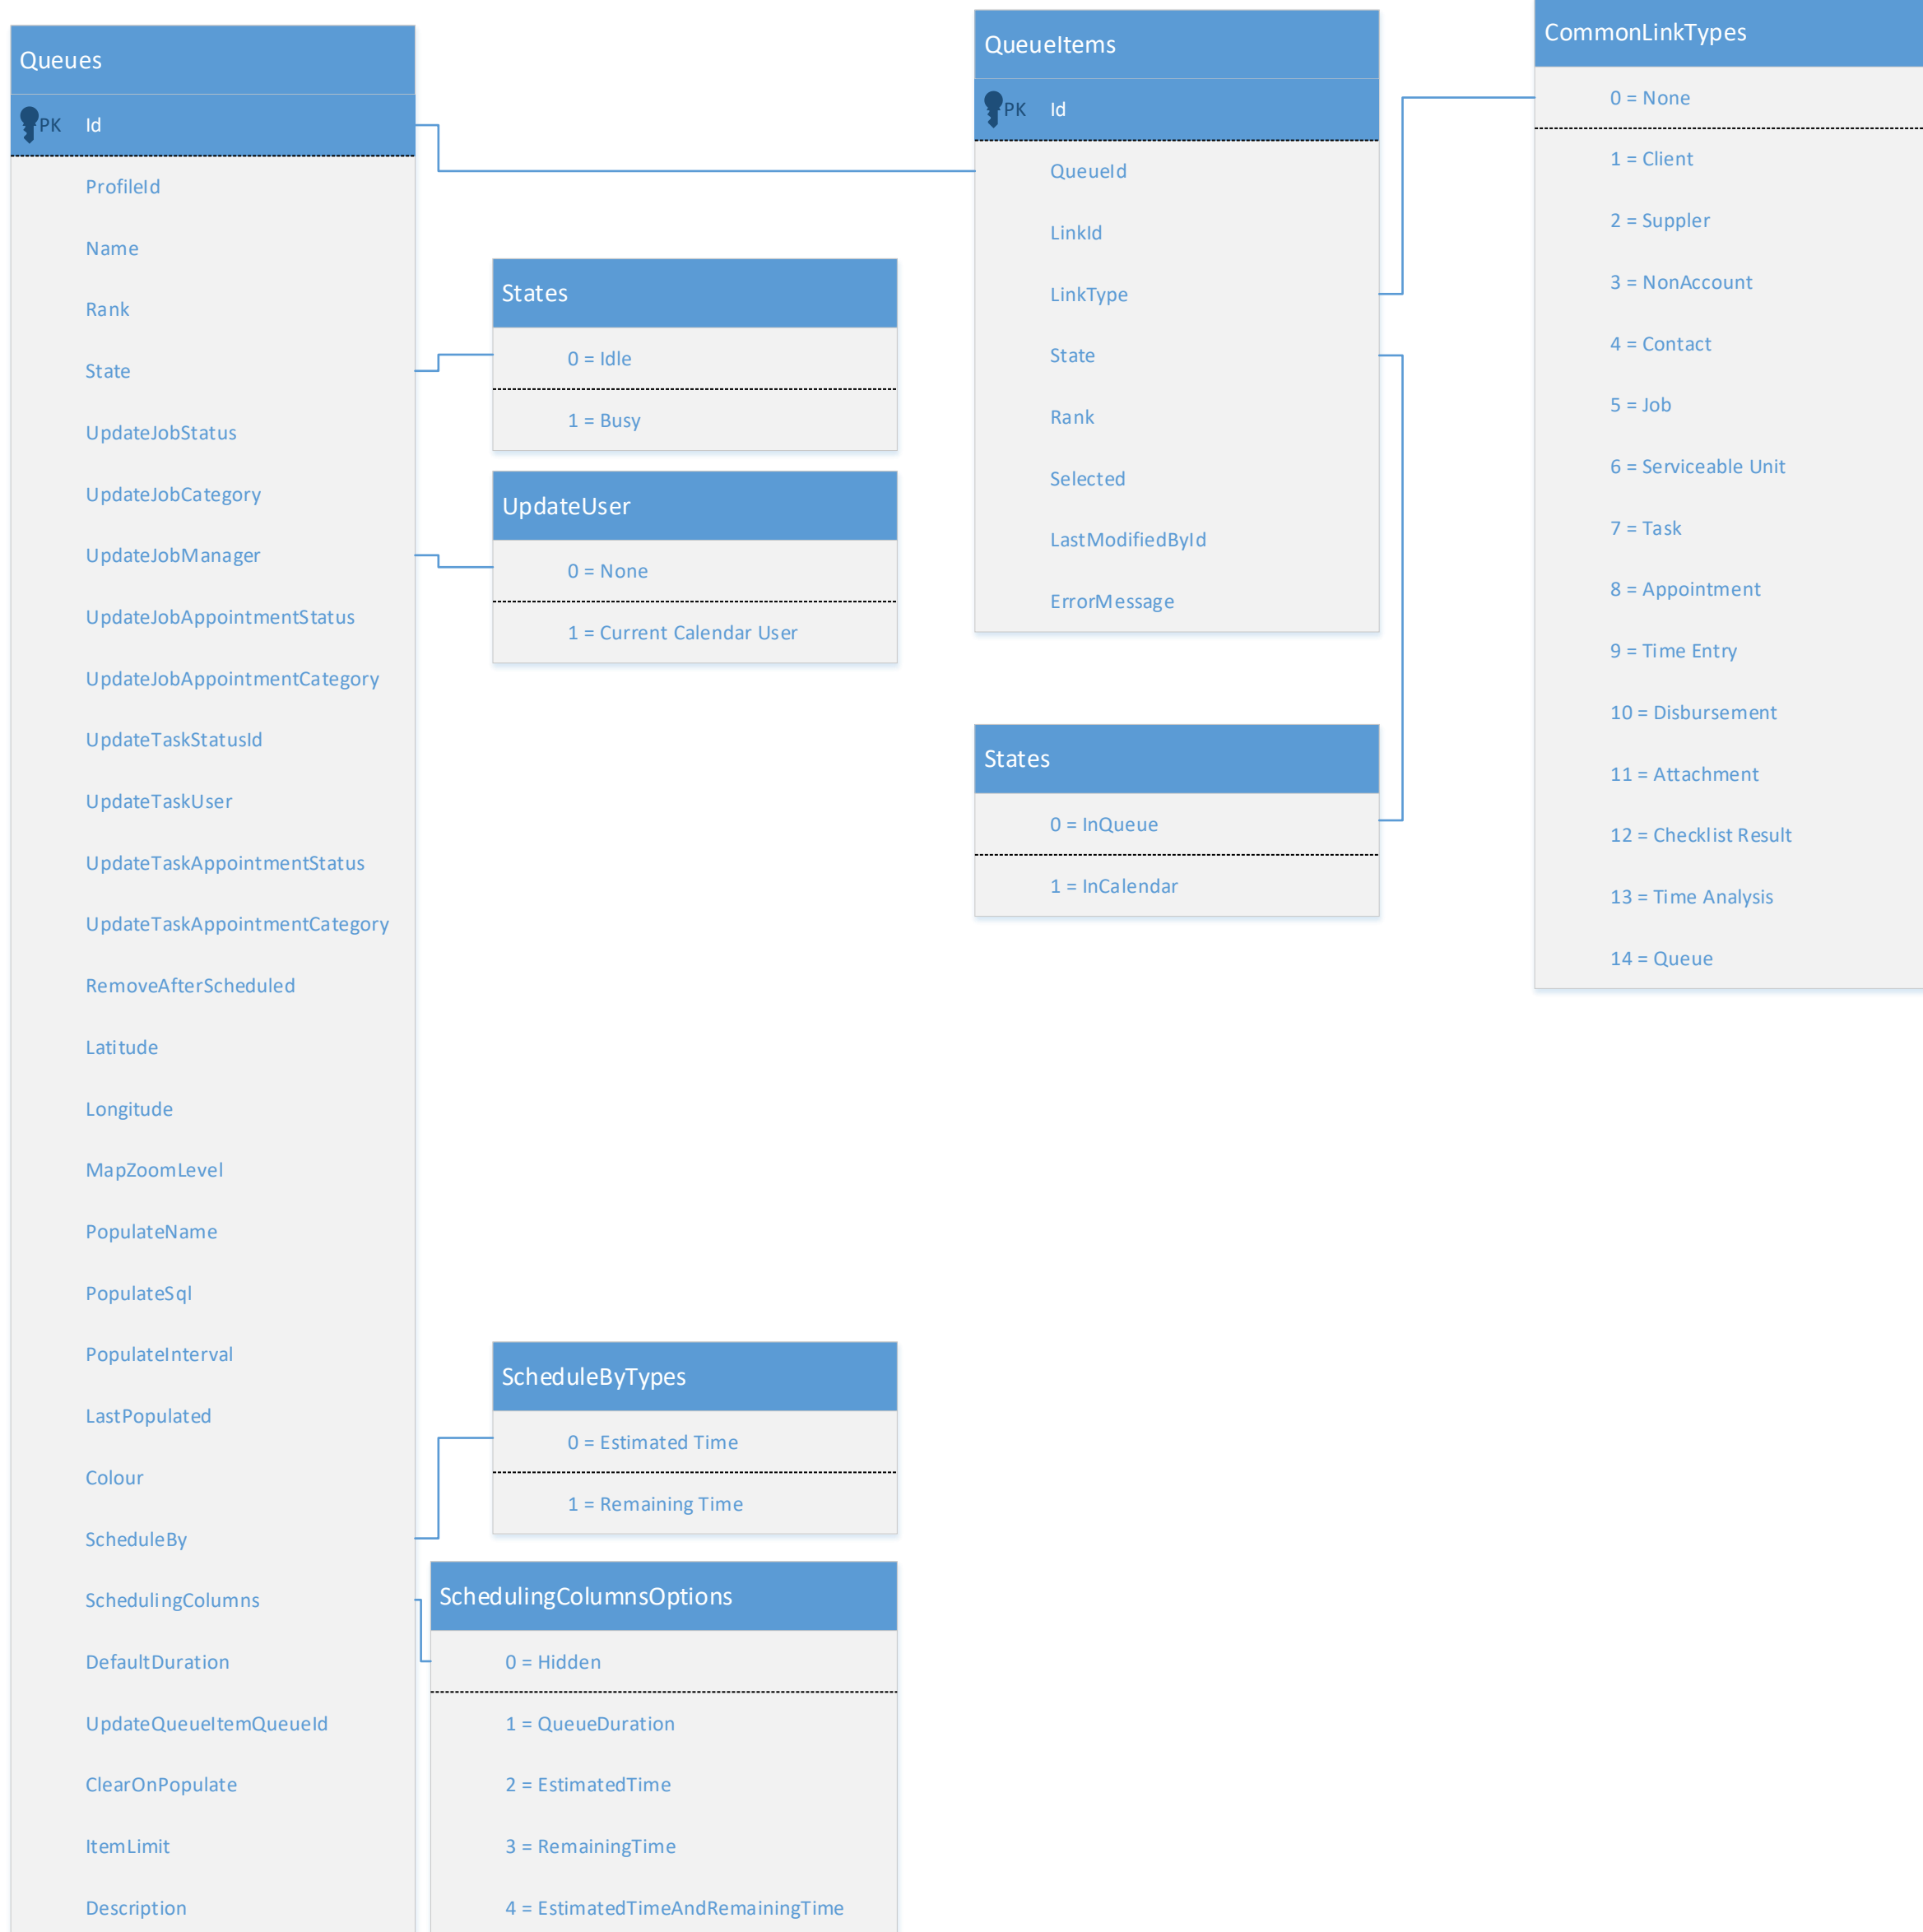 Queues
PK Id
ProfileId
Name
Rank
State
UpdateJobStatus
UpdateJobCategory
UpdateJobManager
UpdateJobAppointmentStatus
UpdateJobAppointmentCategory
UpdateTaskStatusId
UpdateTaskUser
UpdateTaskAppointmentStatus
UpdateTaskAppointmentCategory
RemoveAfterScheduled
Latitude
Longitude
MapZoomLevel
PopulateName
PopulateSql
PopulateInterval
LastPopulated
Colour
ScheduleBy
SchedulingColumns
DefaultDuration
UpdateQueueItemQueueId
ClearOnPopulate
ItemLimit
Description
States
0 = Idle
1 = Busy
UpdateUser
0 = None
1 = Current Calendar User
ScheduleByTypes
0 = Estimated Time
1 = Remaining Time
SchedulingColumnsOptions
0 = Hidden
1 = QueueDuration
2 = EstimatedTime
3 = RemainingTime
4 = EstimatedTimeAndRemainingTime
QueueItems
PK Id
QueueId
LinkId
LinkType
State
Rank
Selected
LastModifiedById
ErrorMessage
States
0 = InQueue
1 = InCalendar
CommonLinkTypes
0 = None
1 = Client
2 = Suppler
3 = NonAccount
4 = Contact
5 = Job
6 = Serviceable Unit
7 = Task
8 = Appointment
9 = Time Entry
10 = Disbursement
11 = Attachment
12 = Checklist Result
13 = Time Analysis
14 = Queue